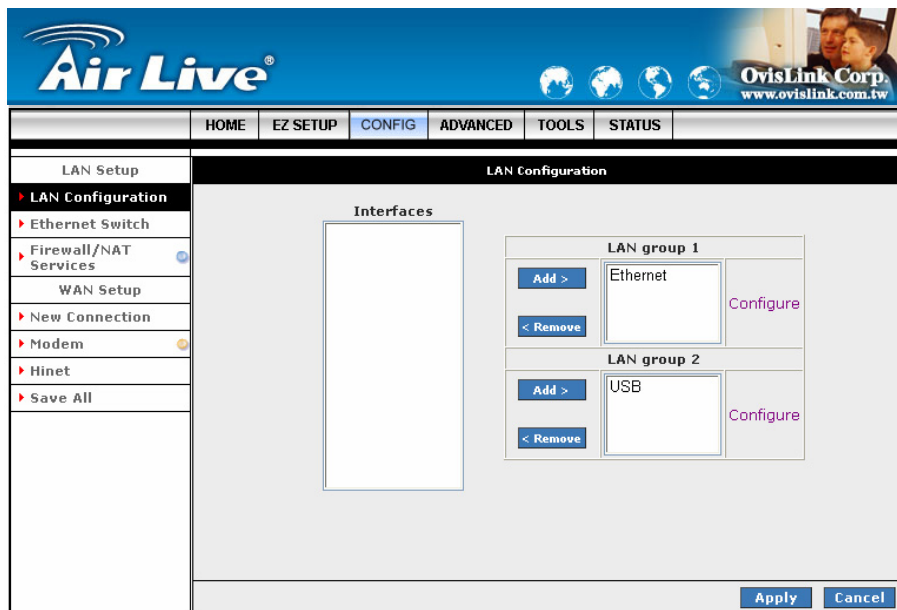 Air Live®
OvisLink Corp.
www.ovislink.com.tw
HOME EZ SETUP CONFIG ADVANCED TOOLS STATUS
LAN Setup
LAN Configuration
Ethernet Switch
Firewall/NAT
Services
WAN Setup
New Connection
Modem
Hinet
Save All
LAN Configuration
Interfaces
LAN group 1
Add >
< Remove
Ethernet
Configure
LAN group 2
Add >
< Remove
USB
Configure
Apply Cancel